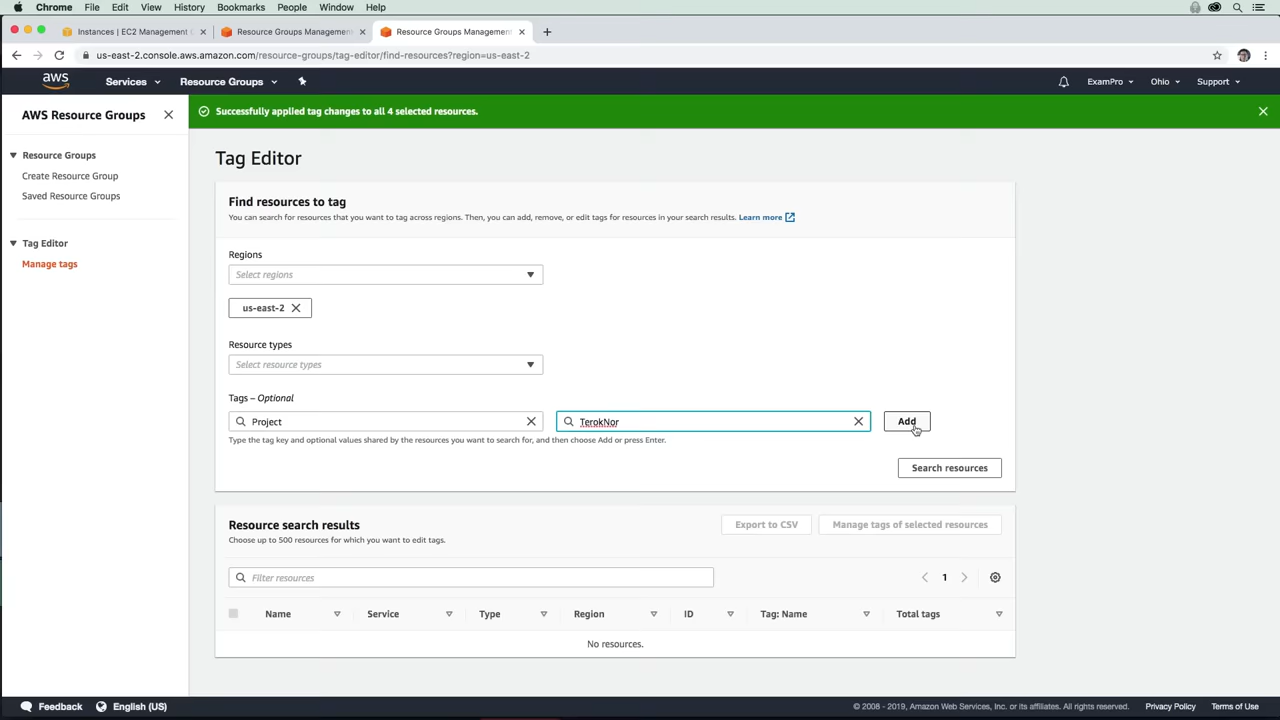 Chrome File Edit View History Bookmarks People Window Help
Instances | EC2 Management C
Resource Groups Management
Resource Groups Management
us-east-2.console.aws.amazon.com/resource-groups/tag-editor/find-resources?region=us-east-2
aws Services Resource Groups ExamPro Ohio Support
AWS Resource Groups
Resource Groups
Create Resource Group
Saved Resource Groups
Tag Editor
Manage tags
Successfully applied tag changes to all 4 selected resources.
Tag Editor
Find resources to tag
You can search for resources that you want to tag across regions. Then, you can add, remove, or edit tags for resources in your search results. Learn more
Regions
Select regions
us-east-2
Resource types
Select resource types
Tags – Optional
Project TerokNor Add
Type the tag key and optional values shared by the resources you want to search for, and then choose Add or press Enter.
Search resources
Resource search results Export to CSV Manage tags of selected resources
Choose up to 500 resources for which you want to edit tags.
Filter resources 1
Name Service Type Region ID Tag: Name Total tags
No resources.
Feedback English (US) © 2008 - 2019, Amazon Web Services, Inc. or its affiliates. All rights reserved. Privacy Policy Terms of Use